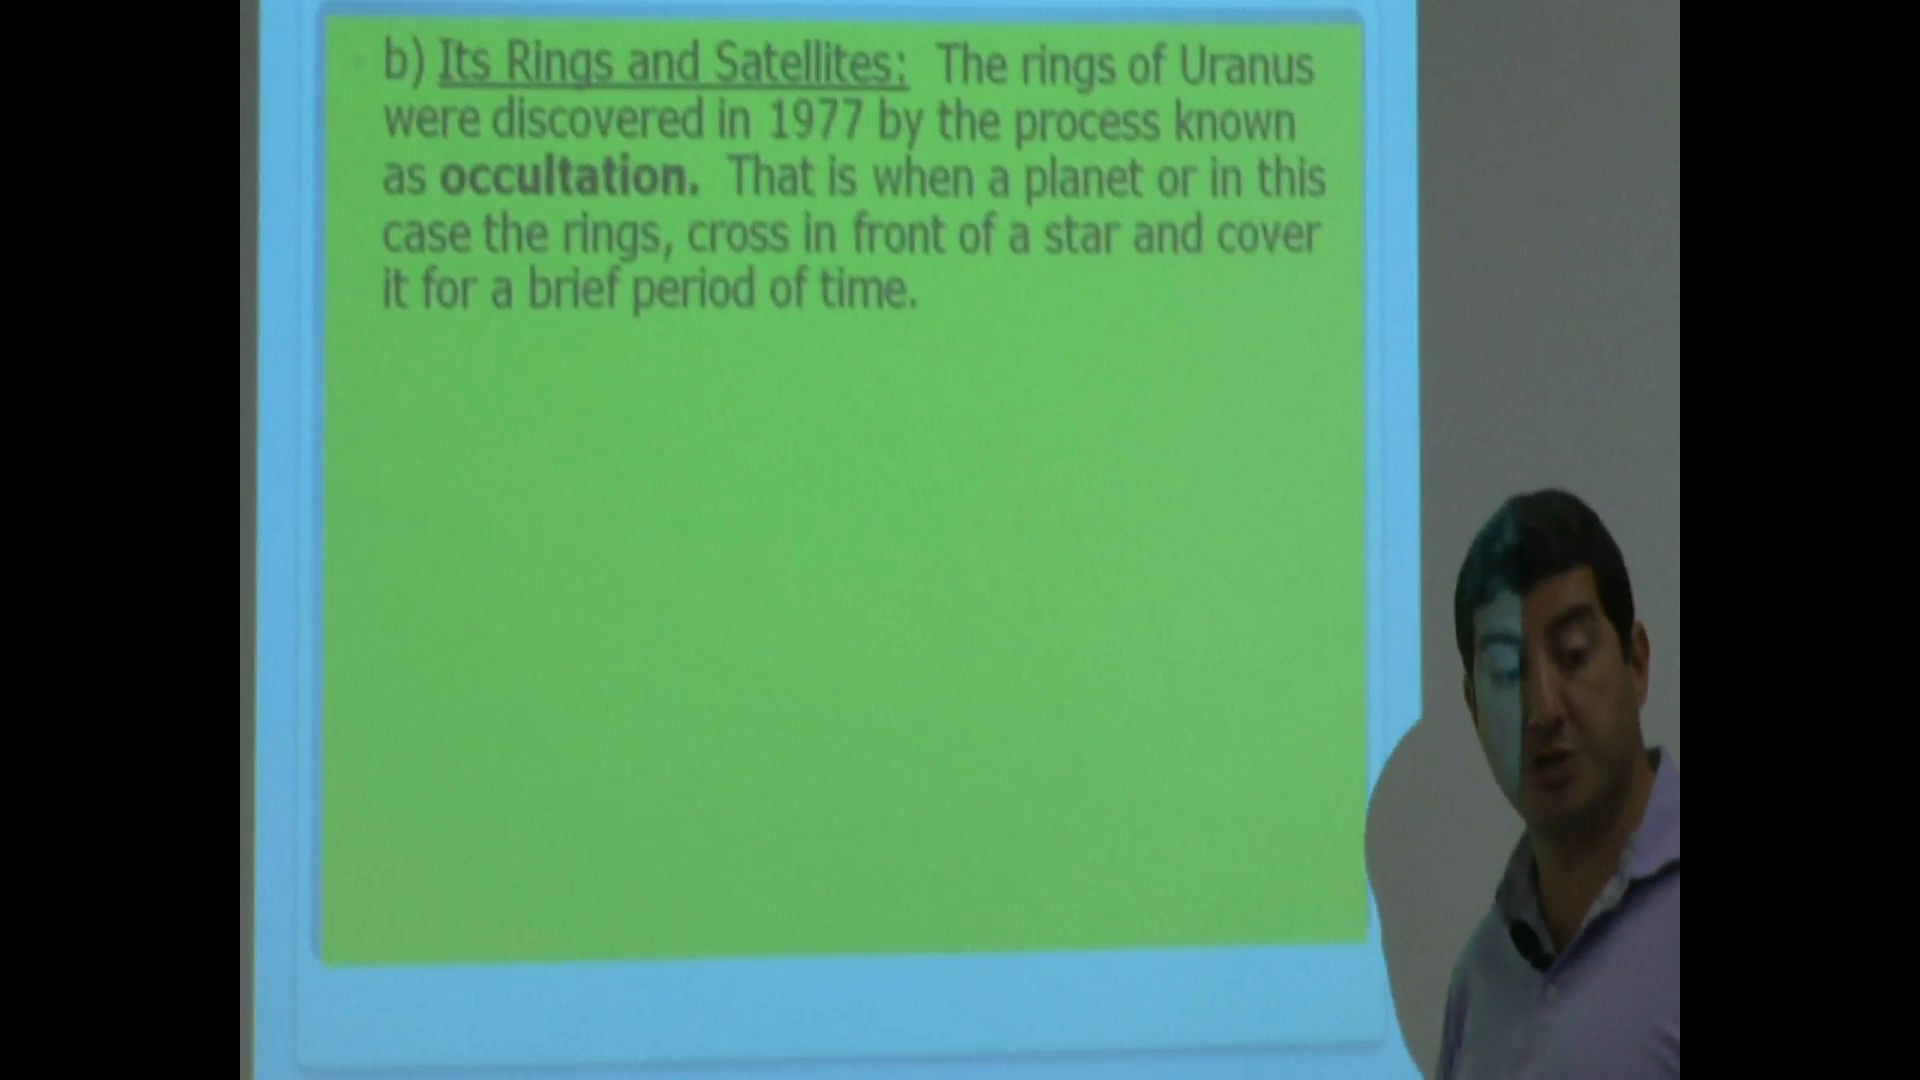 b) Its Rings and Satellites: The rings of Uranus
were discovered in 1977 by the process known
as occultation. That is when a planet or in this
case the rings, cross in front of a star and cover
it for a brief period of time.